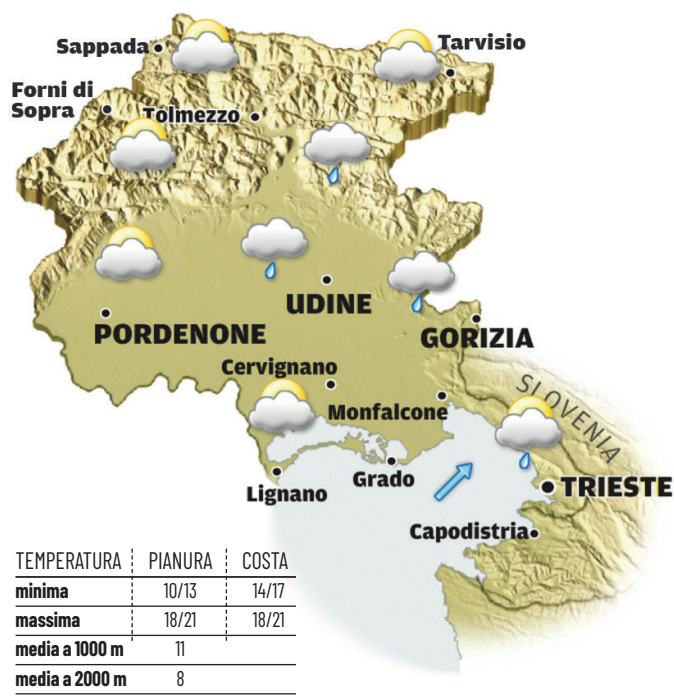 Sappada
Tarvisio
Forni di
Sopra
Tolmezzo
UDINE
PORDENONE
GORIZIA
Cervignano
SLOVENIA
Monfalcone
Grado
TRIESTE
Lignano
Capodistria
TEMPERATURA PIANURA COSTA
minima 10/13 14/17
massima 18/21 18/21
media a 1000 m 11
media a 2000 m 8